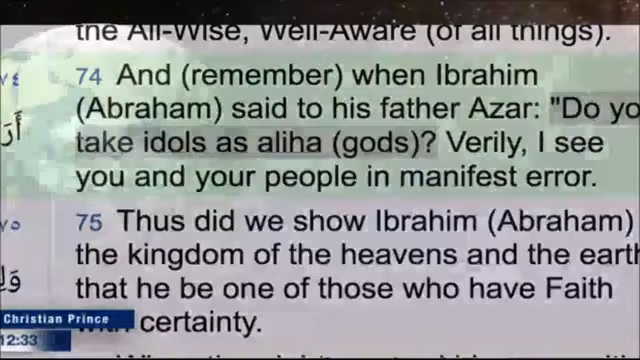 the All-Wise, Well-Aware (of all things).
74 And (remember) when Ibrahim
(Abraham) said to his father Azar: "Do yo
take idols as aliha (gods)? Verily, I see
you and your people in manifest error.
75 Thus did we show Ibrahim (Abraham)
the kingdom of the heavens and the earth
that he be one of those who have Faith
with certainty.
٧٤
أَرَ
٧٥
وَلِ
Christian Prince
12:33